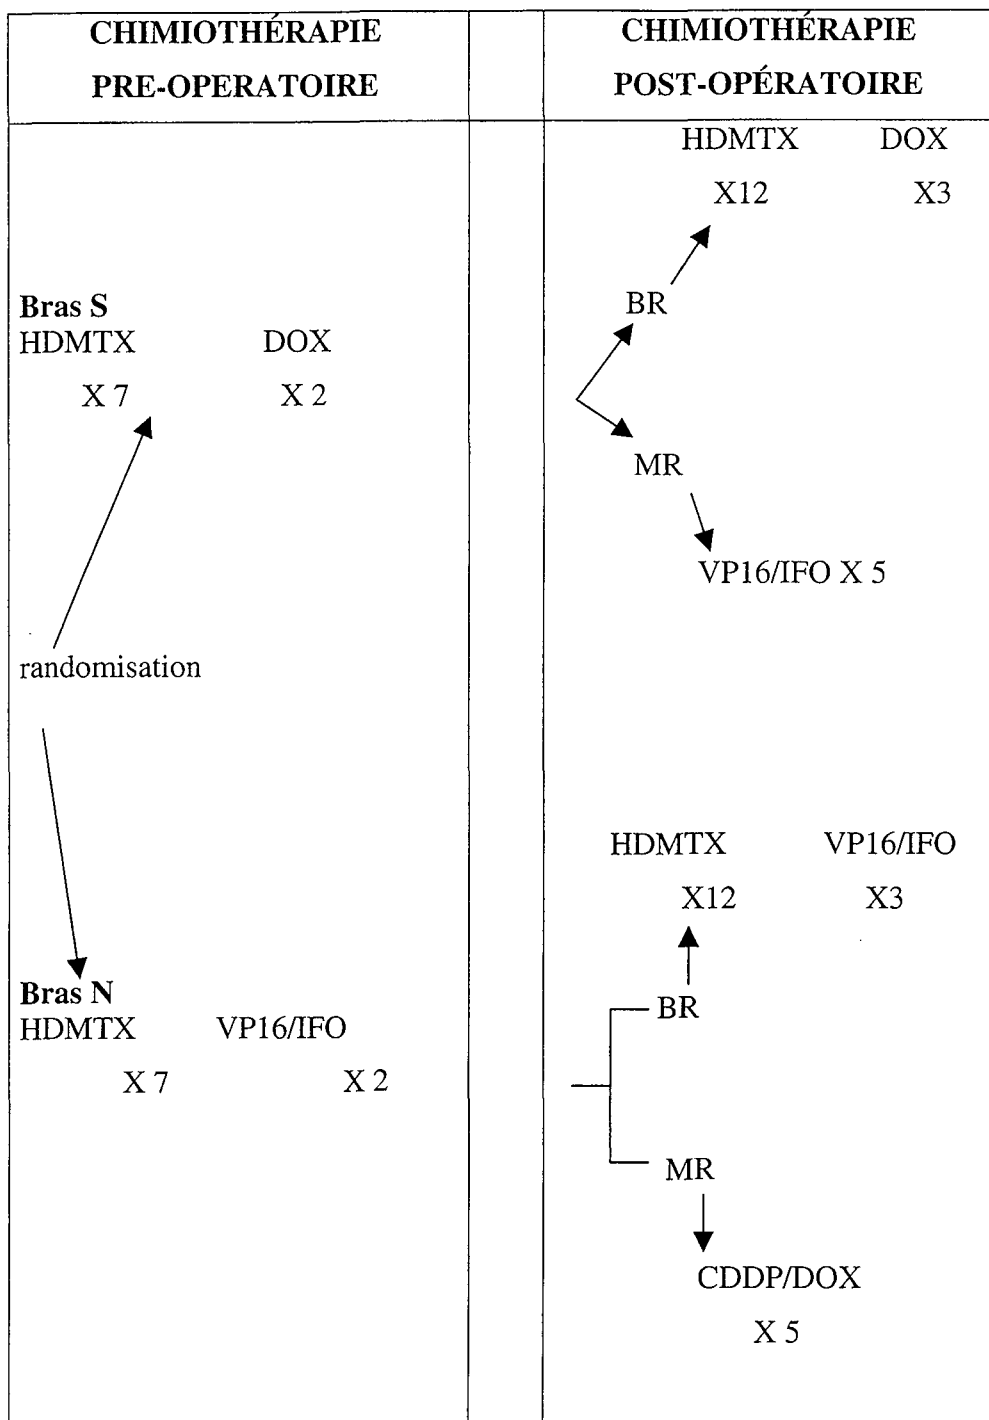 CHIMIOTHÉRAPIE
PRE-OPERATOIRE
CHIMIOTHÉRAPIE
POST-OPÉRATOIRE
Bras S
HDMTX DOX
X 7 X 2
randomisation
Bras N
HDMTX VP16/IFO
X 7 X 2
HDMTX DOX
X12 X3
BR
MR
VP16/IFO X 5
HDMTX VP16/IFO
X12 X3
BR
MR
CDDP/DOX
X 5